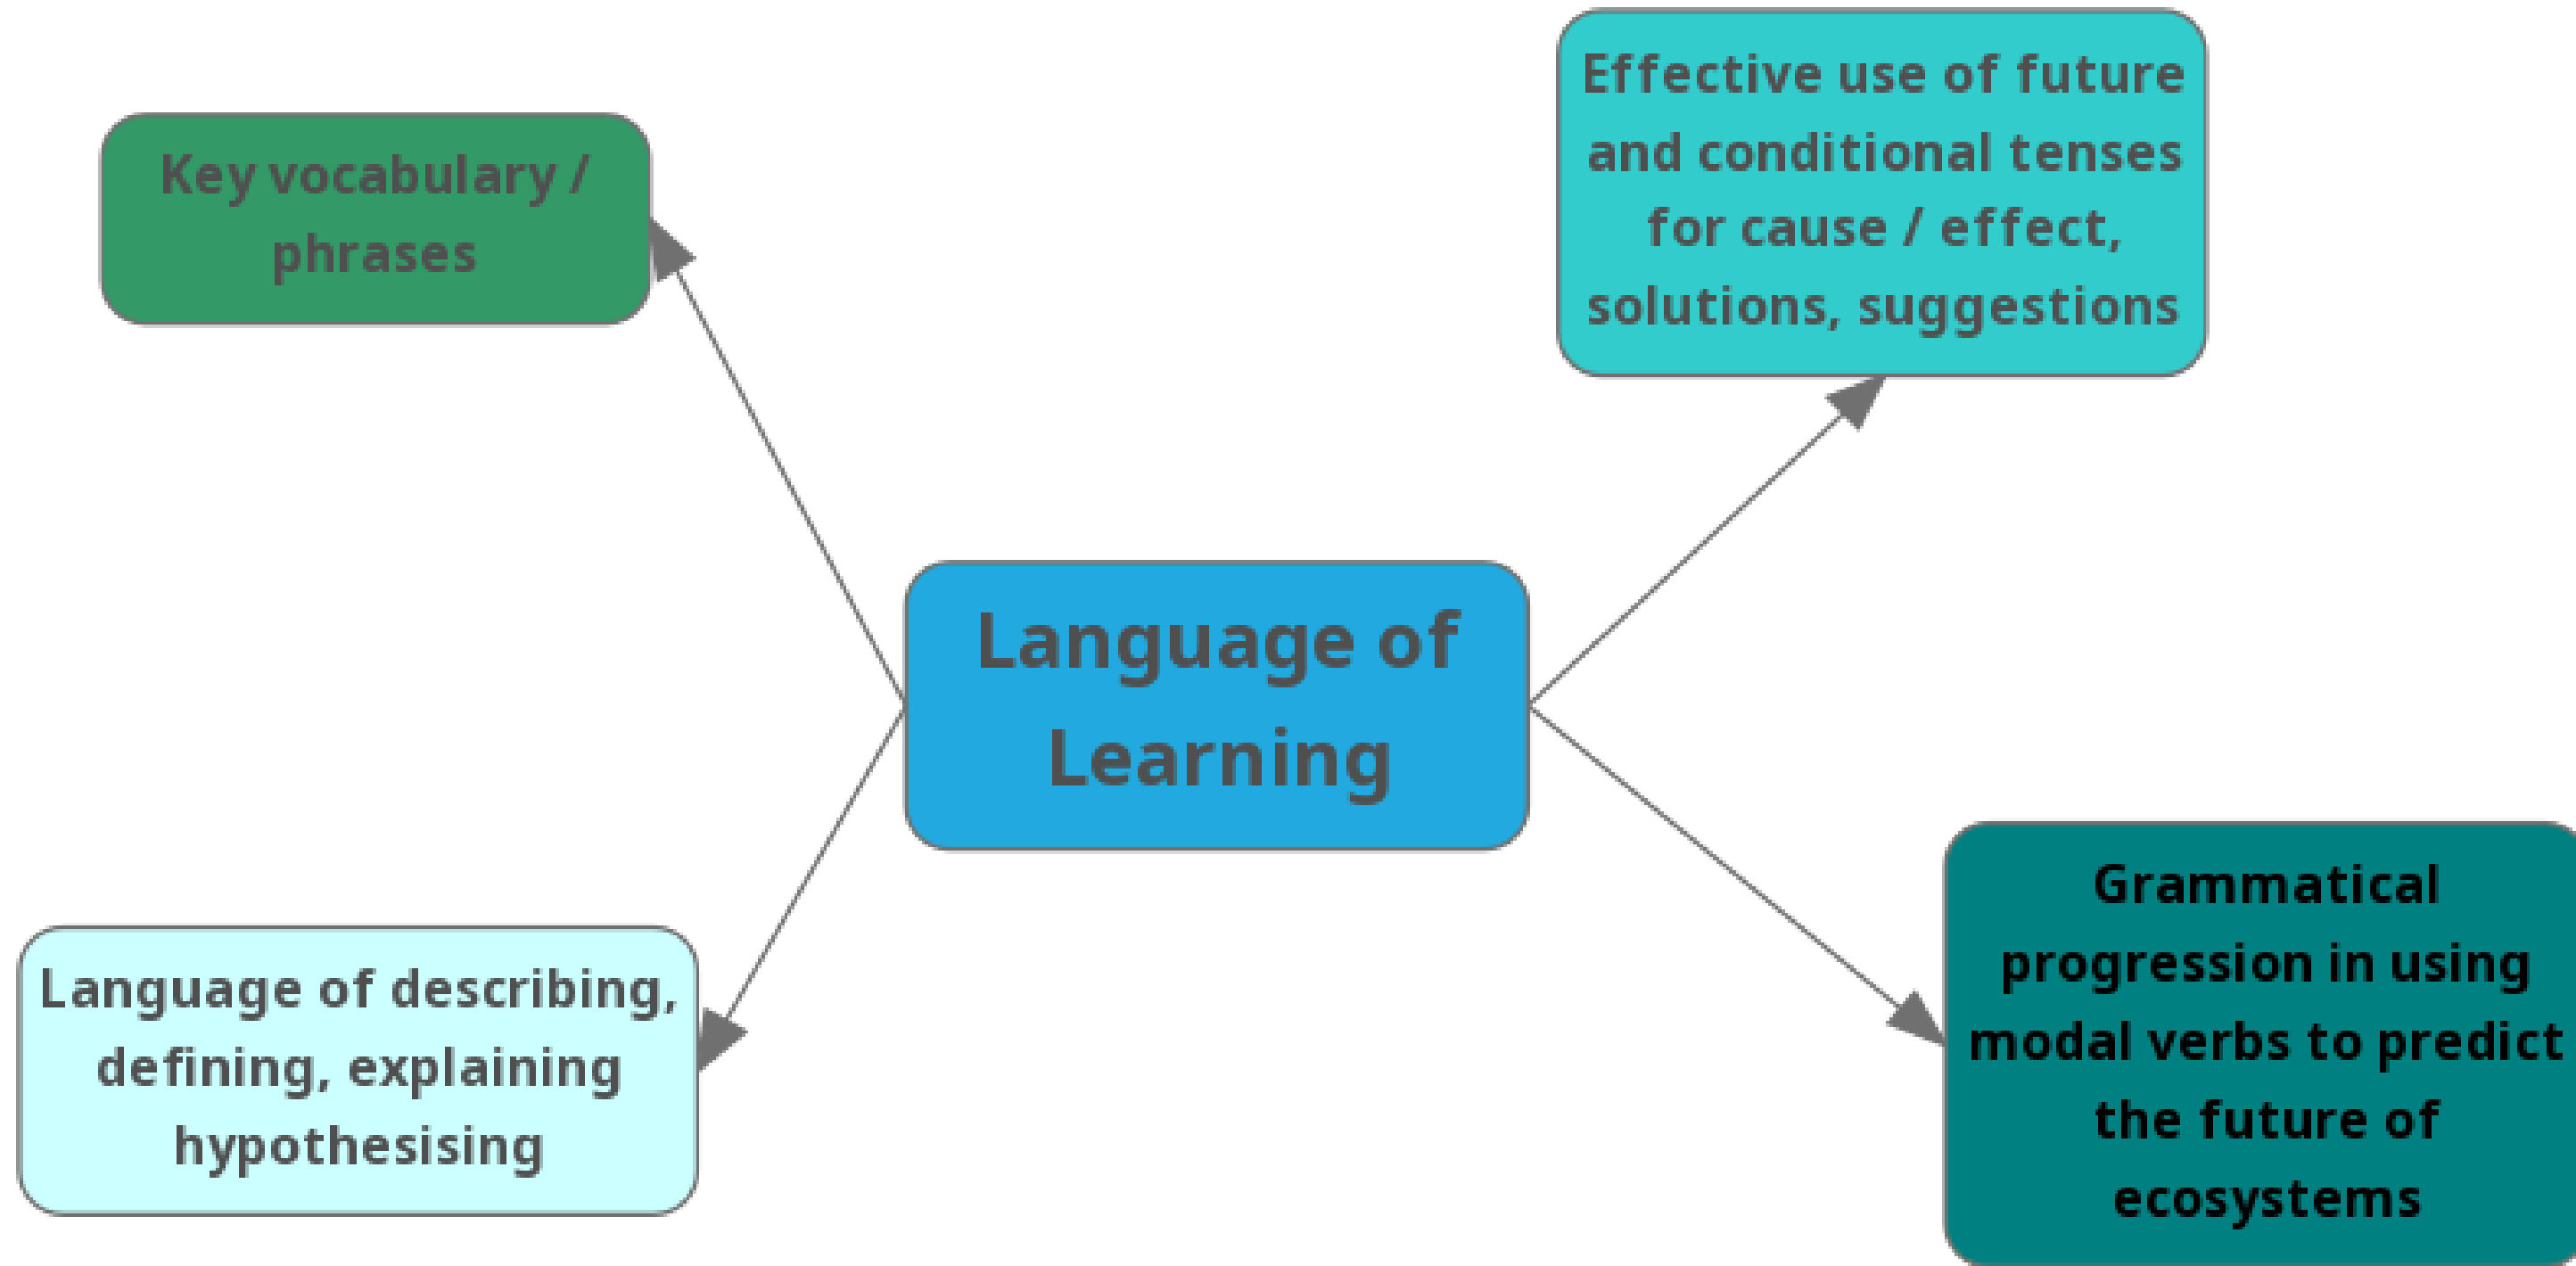 Key vocabulary /
phrases
Effective use of future
and conditional tenses
for cause / effect,
solutions, suggestions
Language of
Learning
Language of describing,
defining, explaining
hypothesising
Grammatical
progression in using
modal verbs to predict
the future of
ecosystems